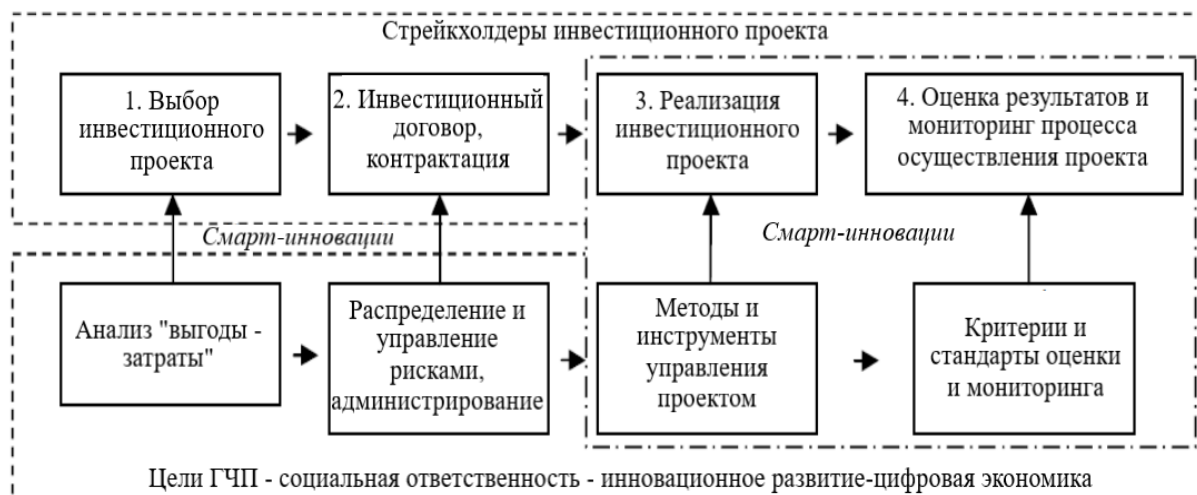 Стрейкхолдеры инвестиционного проекта
1. Выбор
инвестиционного
проекта
2. Инвестиционный
договор,
контрактация
3. Реализация
инвестиционного
проекта
4. Оценка результатов и
мониторинг процесса
осуществления проекта
Смарт-инновации
Смарт-инновации
Анализ "выгоды -
затраты"
Распределение и
управление
рисками,
администрирование
Методы и
инструменты
управления
проектом
Критерии и
стандарты оценки
и мониторинга
Цели ГЧП - социальная ответственность - инновационное развитие-цифровая экономика